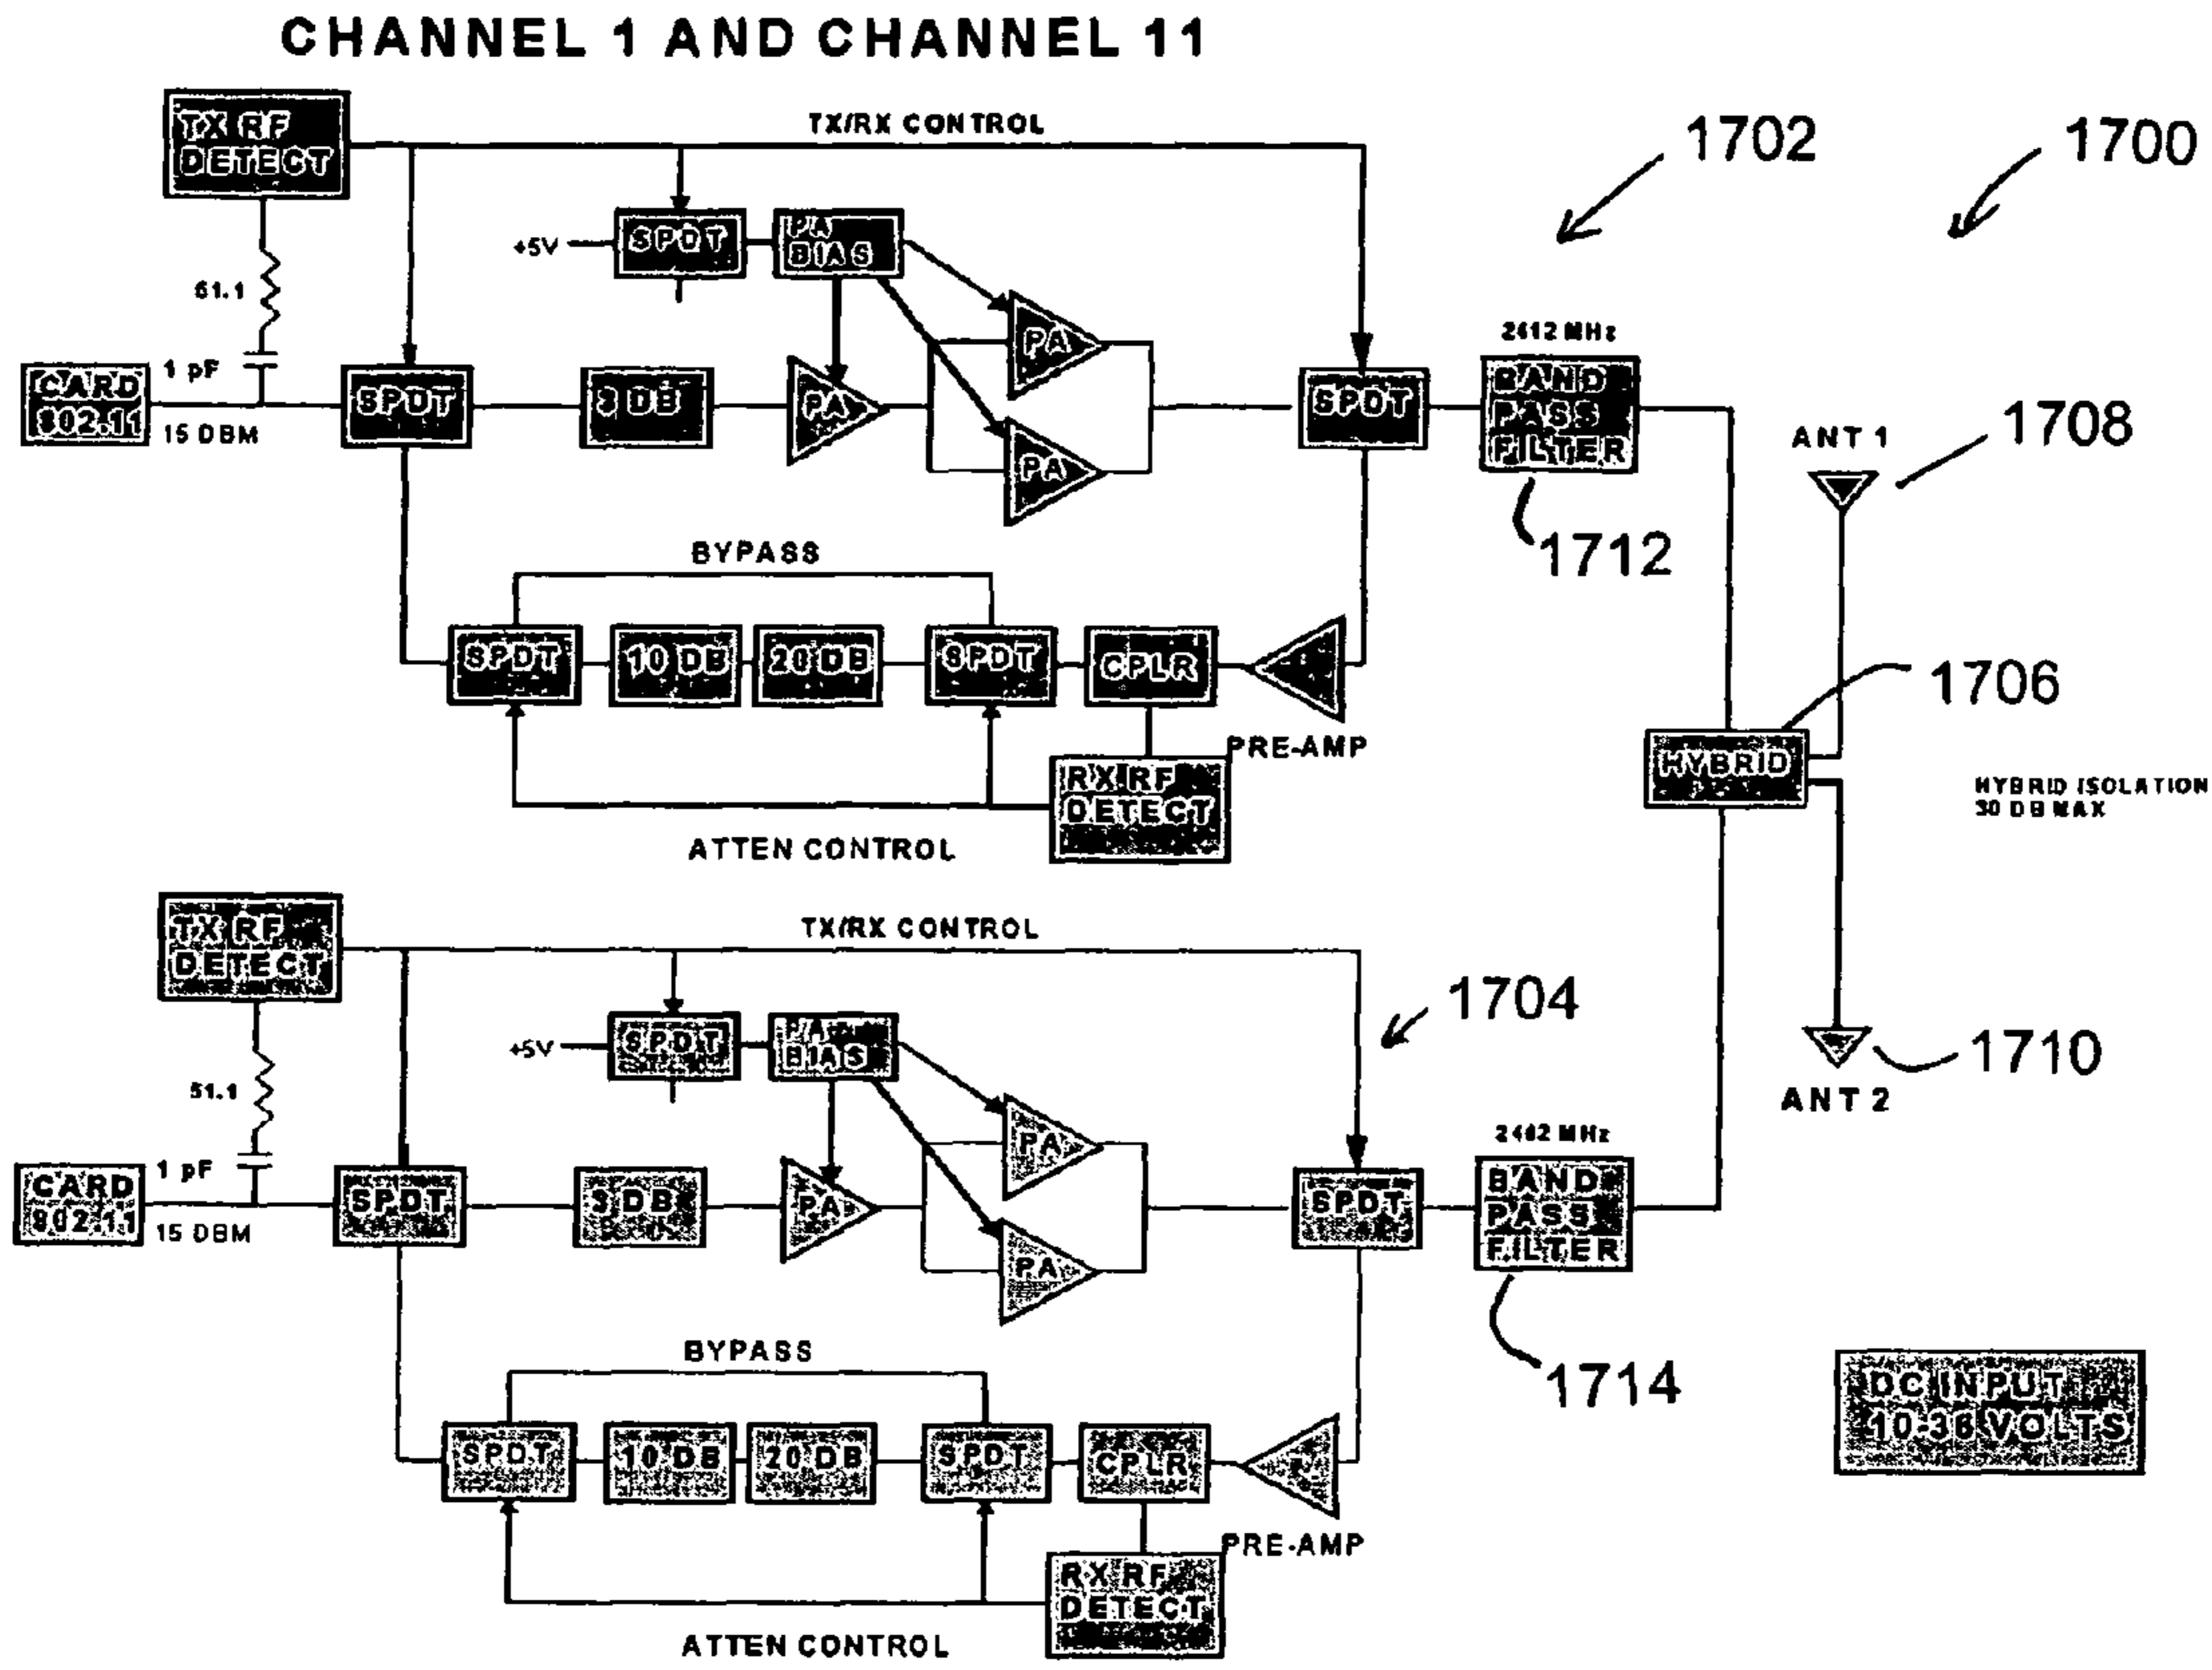 CHANNEL 1 AND CHANNEL 11
TX RF
DETECT
TX/RX CONTROL
1702
1700
+5V
SPDT
PA
BIAS
61.1
PA
2412 MHz
1 pF
CARD
802.11
15 DBM
SPDT
3 DB
PA
PA
SPDT
BAND
PASS
FILTER
ANT 1
1708
1712
BYPASS
SPDT
10 DB
20 DB
SPDT
CPLR
1706
PRE-AMP
HYBRID
RX RF
DETECT
HYBRID ISOLATION
30 DB MAX
ATTEN CONTROL
TX RF
DETECT
TX/RX CONTROL
1704
+5V
SPDT
PA
BIAS
51.1
1710
ANT 2
PA
2462 MHz
1 pF
CARD
802.11
15 DBM
SPDT
3 DB
PA
PA
SPDT
BAND
PASS
FILTER
BYPASS
1714
DC INPUT
10-36 VOLTS
SPDT
10 DB
20 DB
SPDT
CPLR
PRE-AMP
RX RF
DETECT
ATTEN CONTROL